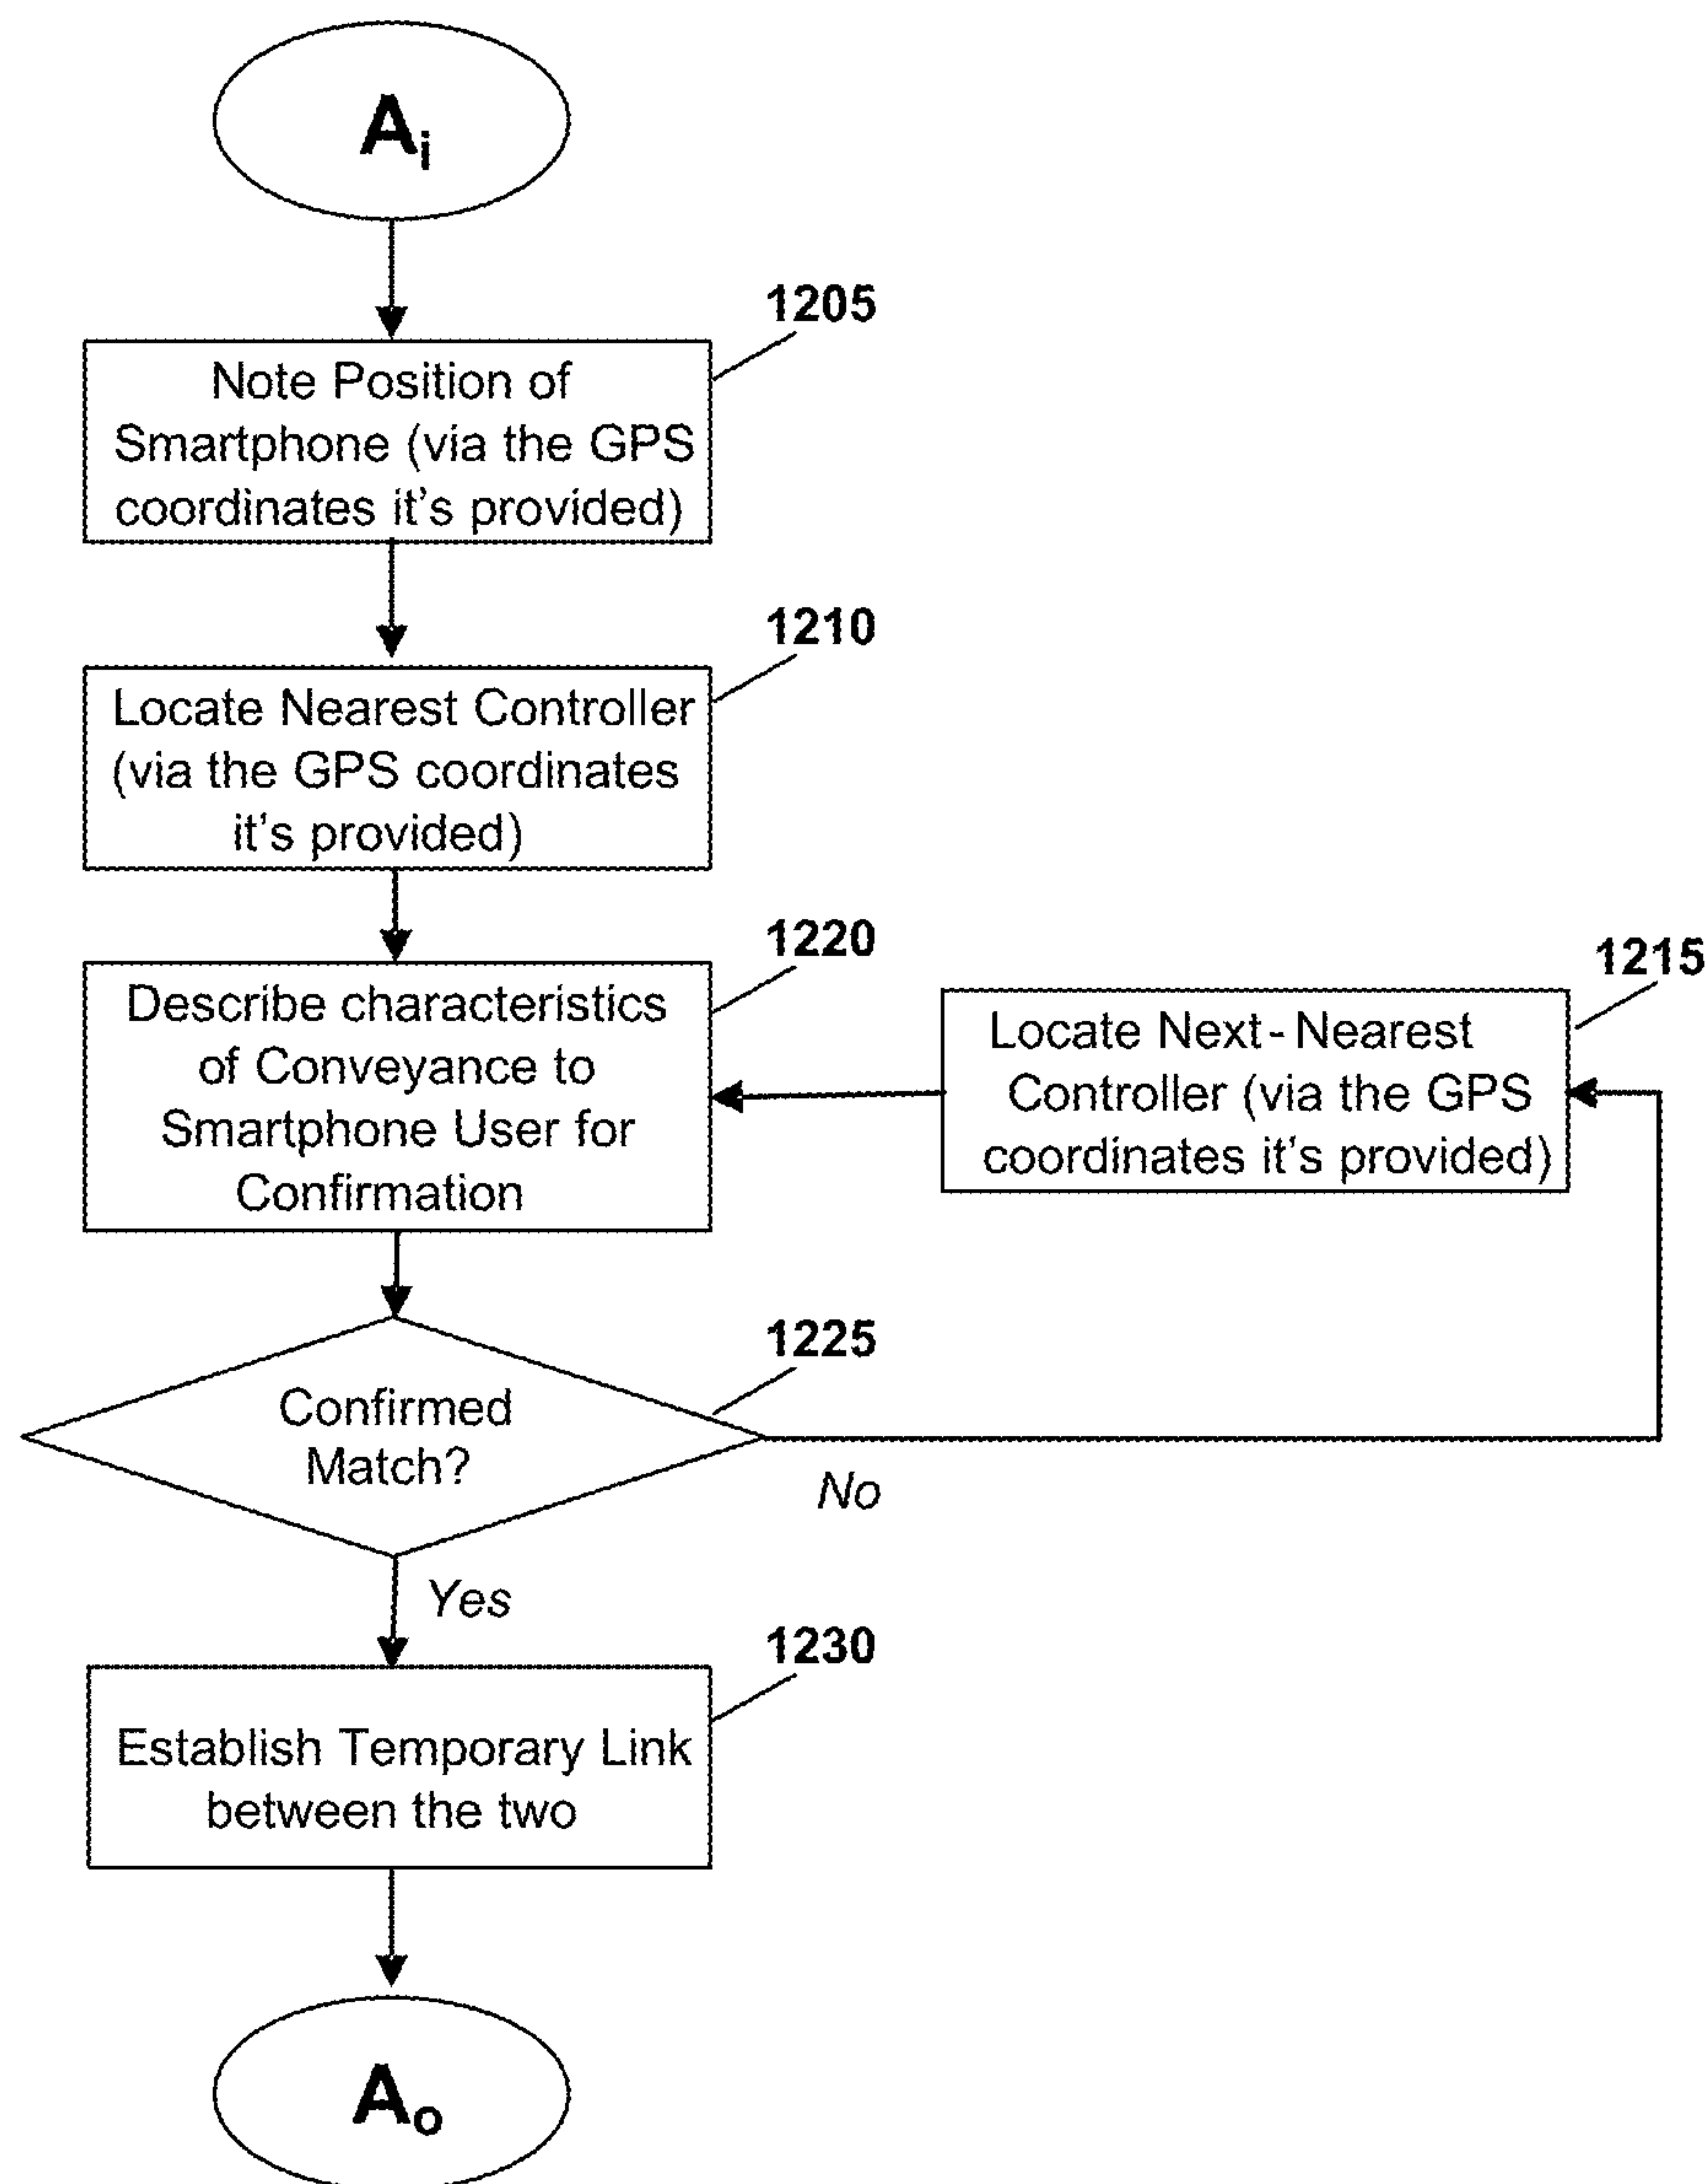 Ai
1205
Note Position of
Smartphone (via the GPS
coordinates it's provided)
1210
Locate Nearest Controller
(via the GPS coordinates
it's provided)
1220
Describe characteristics
of Conveyance to
Smartphone User for
Confirmation
1215
Locate Next-Nearest
Controller (via the GPS
coordinates it's provided)
1225
Confirmed
Match?
No
Yes
1230
Establish Temporary Link
between the two
Ao